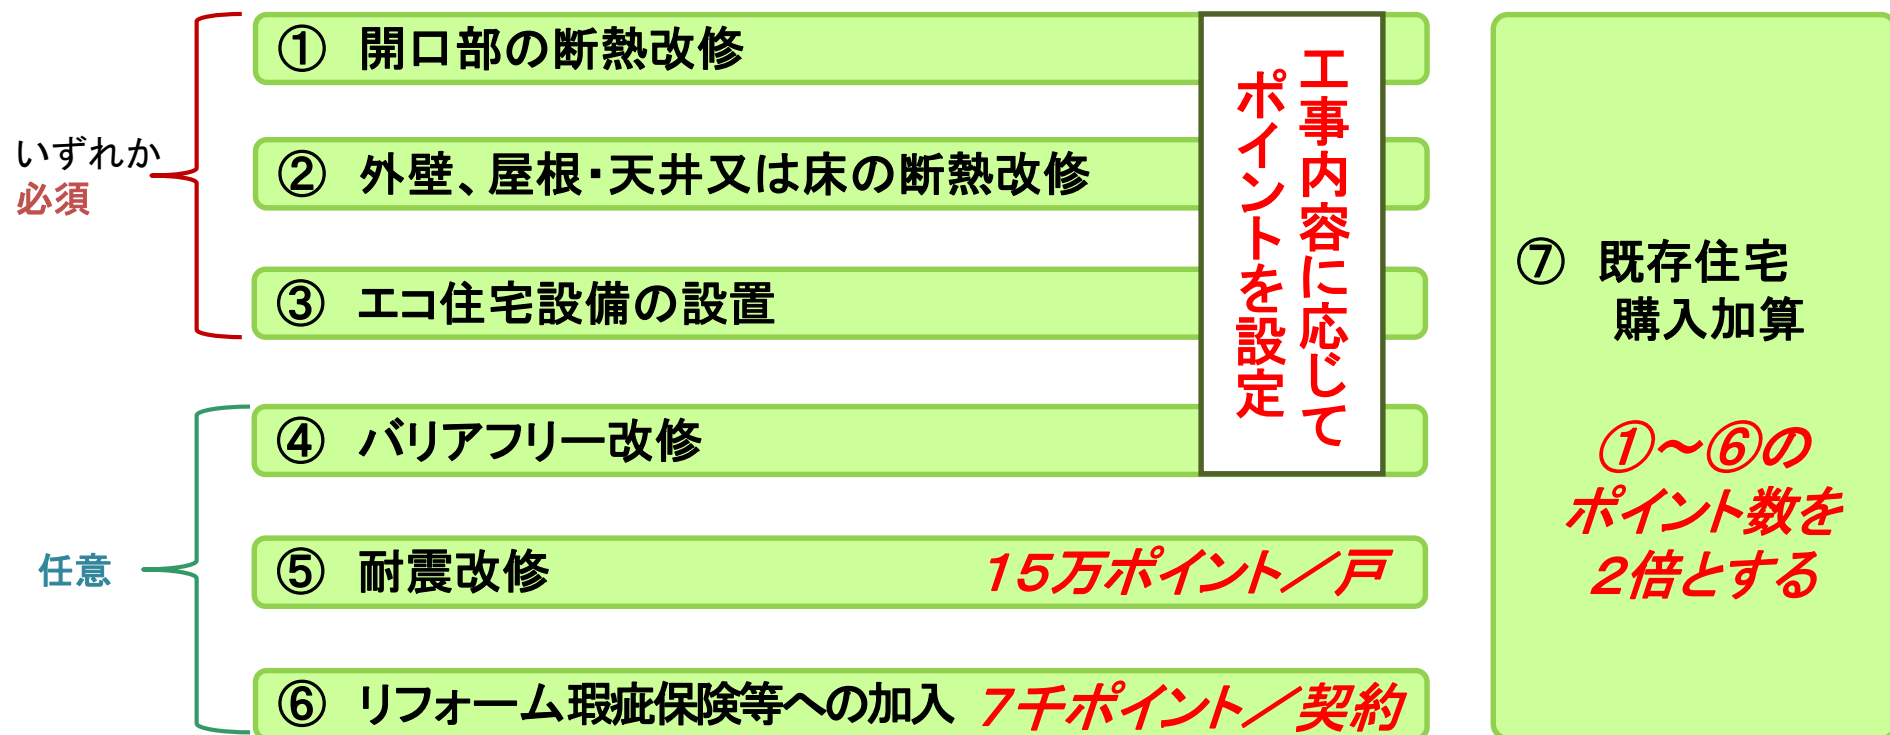 いずれか
必須
① 開口部の断熱改修
② 外壁、屋根・天井又は床の断熱改修
③ エコ住宅設備の設置
任意
④ バリアフリー改修
⑤ 耐震改修 15万ポイント／戸
⑥ リフォーム瑕疵保険等への加入 7千ポイント／契約
工事内容に応じて
ポイントを設定
⑦ 既存住宅
購入加算
①～⑥の
ポイント数を
2倍とする